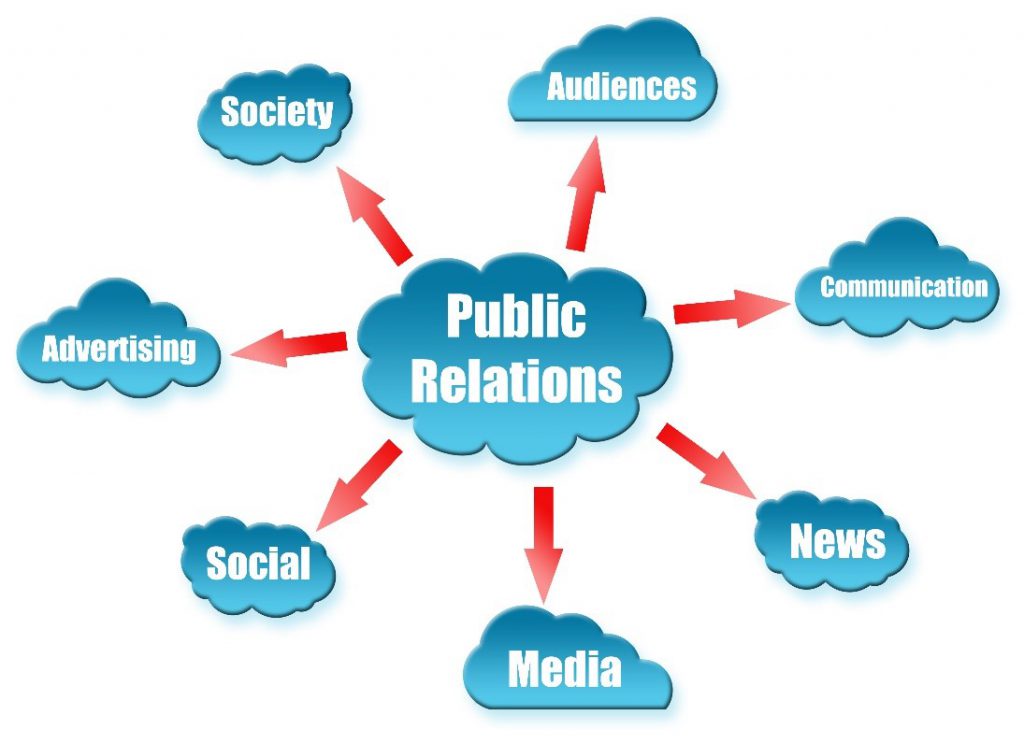 Audiences
Society
Communication
Public
Relations
Advertising
News
Social
Media